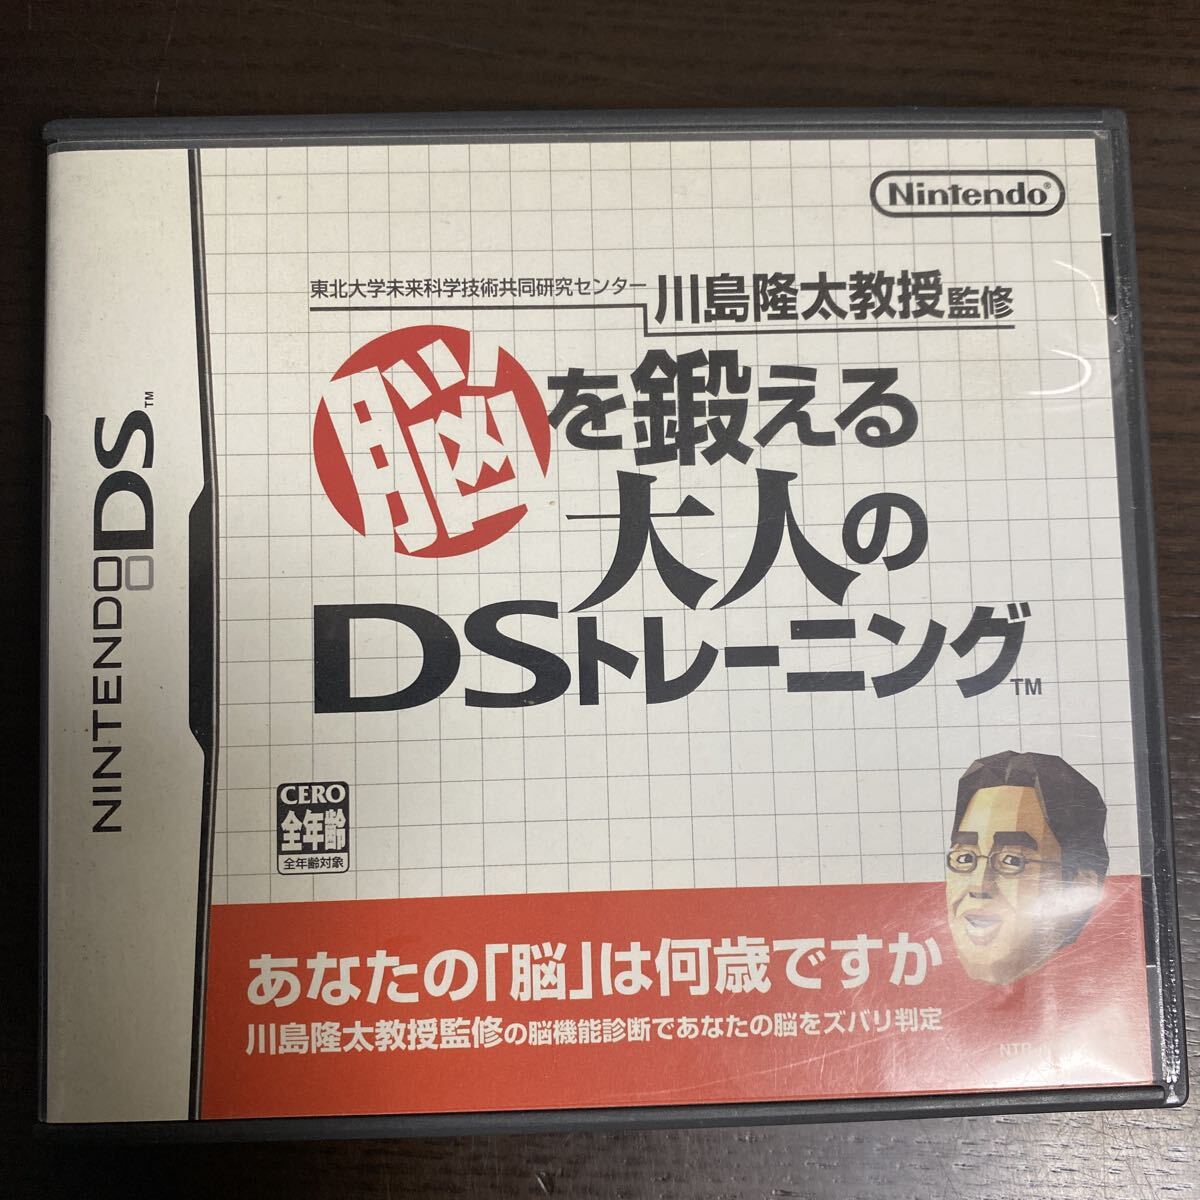 Nintendo®
東北大学未来科学技術共同研究センター 川島隆太教授監修
脳を鍛える
大人の
DSトレーニング™
NINTENDO DS™
CERO
全年齢
全年齢対象
あなたの「脳」は何歳ですか
川島隆太教授監修の脳機能診断であなたの脳をズバリ判定